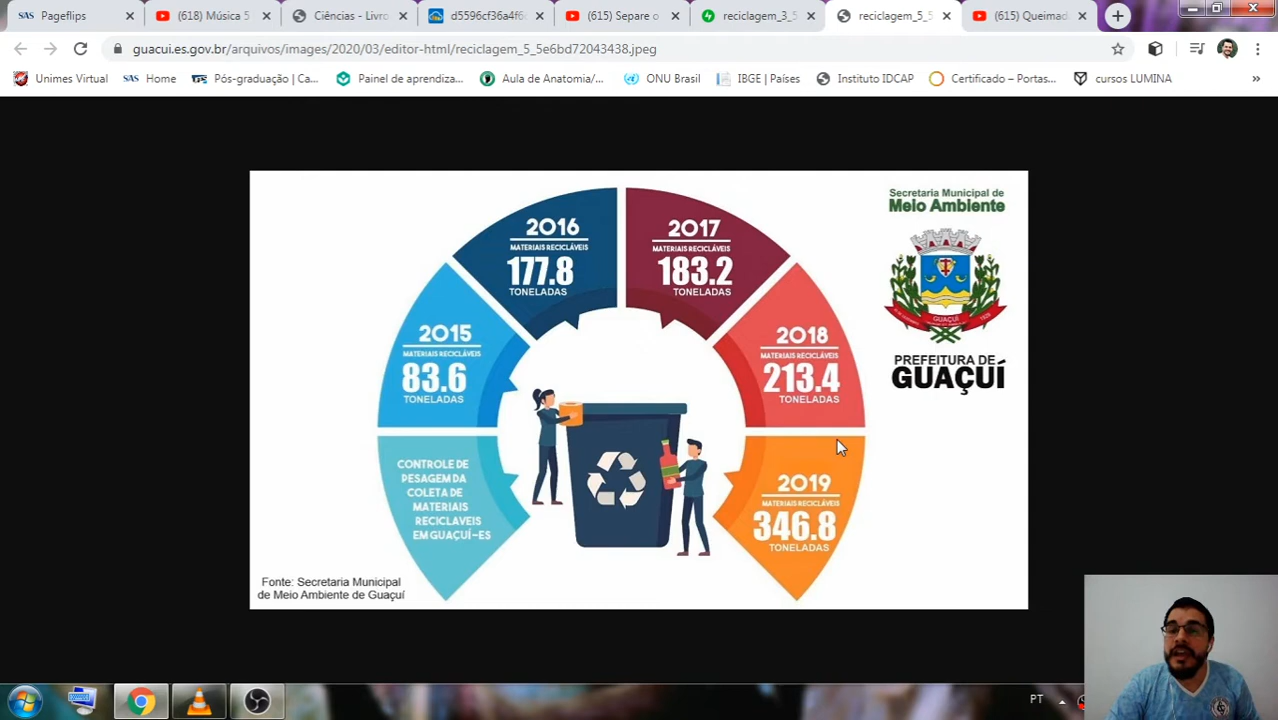 SAS Pageflips
(618) Música 5
Ciências - Livro
d5596cf36a4f6
(615) Separe o
reciclagem_3_5
reciclagem_5_5
(615) Queimad
guacui.es.gov.br/arquivos/images/2020/03/editor-html/reciclagem_5_5e6bd72043438.jpeg
Unimes Virtual
SAS Home
Pós-graduação | Ca...
Painel de aprendiza...
Aula de Anatomia/...
ONU Brasil
IBGE | Países
Instituto IDCAP
Certificado – Portas...
cursos LUMINA
»
CONTROLE DE
PESAGEM DA
COLETA DE
MATERIAIS
RECICLAVEIS
EM GUAÇUÍ-ES
2015
MATERIAIS RECICLÁVEIS
83.6
TONELADAS
2016
MATERIAIS RECICLÁVEIS
177.8
TONELADAS
2017
MATERIAIS RECICLÁVEIS
183.2
TONELADAS
2018
MATERIAIS RECICLÁVEIS
213.4
TONELADAS
2019
MATERIAIS RECICLÁVEIS
346.8
TONELADAS
Secretaria Municipal de
Meio Ambiente
GUAÇUÍ
1928
PREFEITURA DE
GUAÇUÍ
Fonte: Secretaria Municipal
de Meio Ambiente de Guaçuí
PT